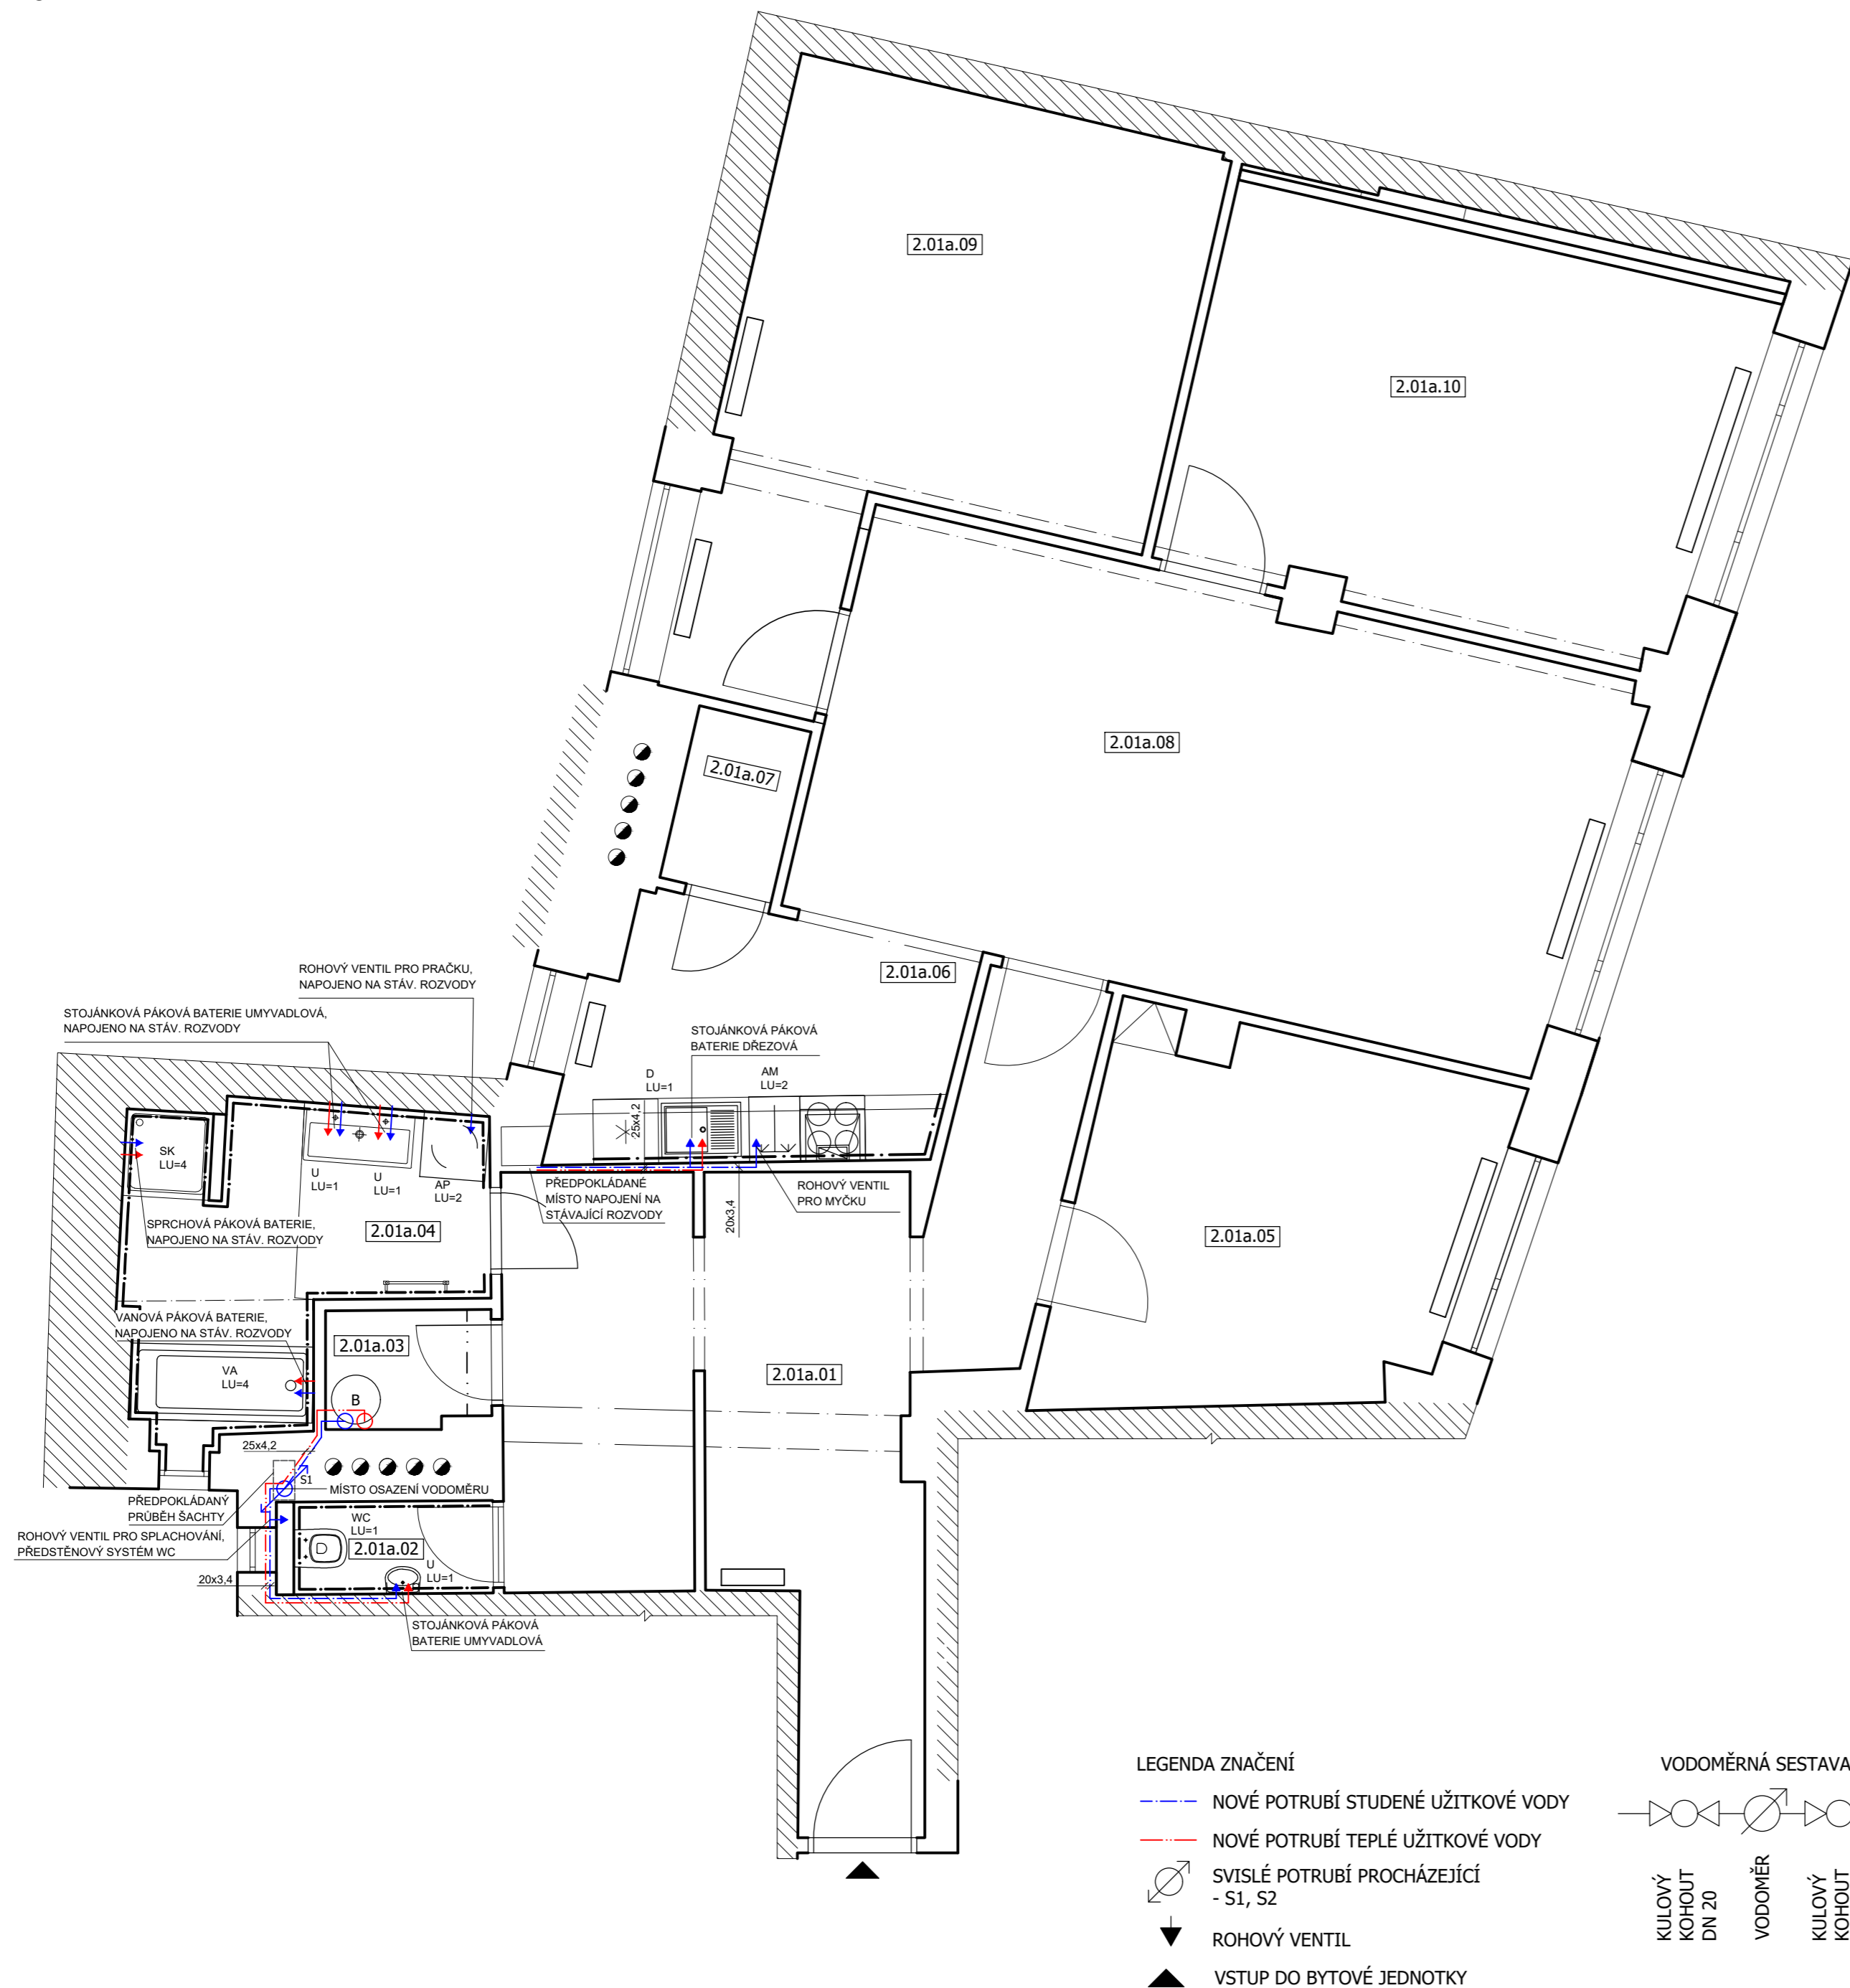 2.01a.09
2.01a.10
2.01a.08
2.01a.07
2.01a.06
ROHOVÝ VENTIL PRO PRAČKU,
NAPOJENO NA STÁV. ROZVODY
STOJÁNKOVÁ PÁKOVÁ BATERIE UMYVADLOVÁ,
NAPOJENO NA STÁV. ROZVODY
STOJÁNKOVÁ PÁKOVÁ
BATERIE DŘEZOVÁ
D
LU=1
AM
LU=2
25x4,2
SK
LU=4
U
LU=1
U
LU=1
AP
LU=2
PŘEDPOKLÁDANÉ
MÍSTO NAPOJENÍ NA
STÁVAJÍCÍ ROZVODY
20x3,4
ROHOVÝ VENTIL
PRO MYČKU
SPRCHOVÁ PÁKOVÁ BATERIE,
NAPOJENO NA STÁV. ROZVODY
2.01a.04
2.01a.05
VANOVÁ PÁKOVÁ BATERIE,
NAPOJENO NA STÁV. ROZVODY
2.01a.03
2.01a.01
VA
LU=4
B
25x4,2
S1
MÍSTO OSAZENÍ VODOMĚRU
PŘEDPOKLÁDANÝ
PRŮBĚH ŠACHTY
ROHOVÝ VENTIL PRO SPLACHOVÁNÍ,
PŘEDSTĚNOVÝ SYSTÉM WC
WC
LU=1
2.01a.02
U
LU=1
20x3,4
STOJÁNKOVÁ PÁKOVÁ
BATERIE UMYVADLOVÁ
LEGENDA ZNAČENÍ
NOVÉ POTRUBÍ STUDENÉ UŽITKOVÉ VODY
NOVÉ POTRUBÍ TEPLÉ UŽITKOVÉ VODY
SVISLÉ POTRUBÍ PROCHÁZEJÍCÍ
- S1, S2
ROHOVÝ VENTIL
VSTUP DO BYTOVÉ JEDNOTKY
VODOMĚRNÁ SESTAVA
KULOVÝ
KOHOUT
DN 20
VODOMĚR
KULOVÝ
KOHOUT